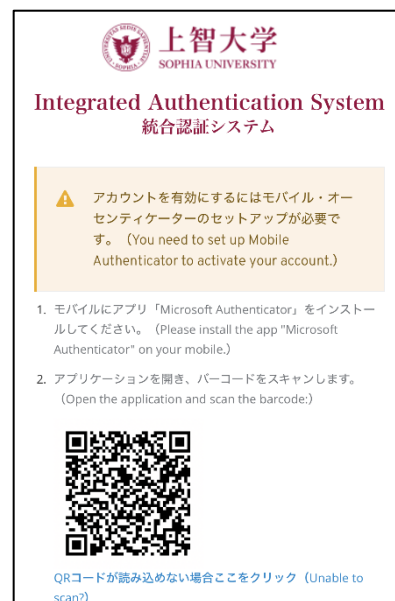 上智大学
SOPHIA UNIVERSITY
Integrated Authentication System
統合認証システム
アカウントを有効にするにはモバイル・オー
センティケーターのセットアップが必要で
す。（You need to set up Mobile
Authenticator to activate your account.）
1. モバイルにアプリ「Microsoft Authenticator」をインストー
ルしてください。（Please install the app "Microsoft
Authenticator" on your mobile.）
2. アプリケーションを開き、バーコードをスキャンします。
（Open the application and scan the barcode:）
QRコードが読み込めない場合ここをクリック（Unable to
scan?）